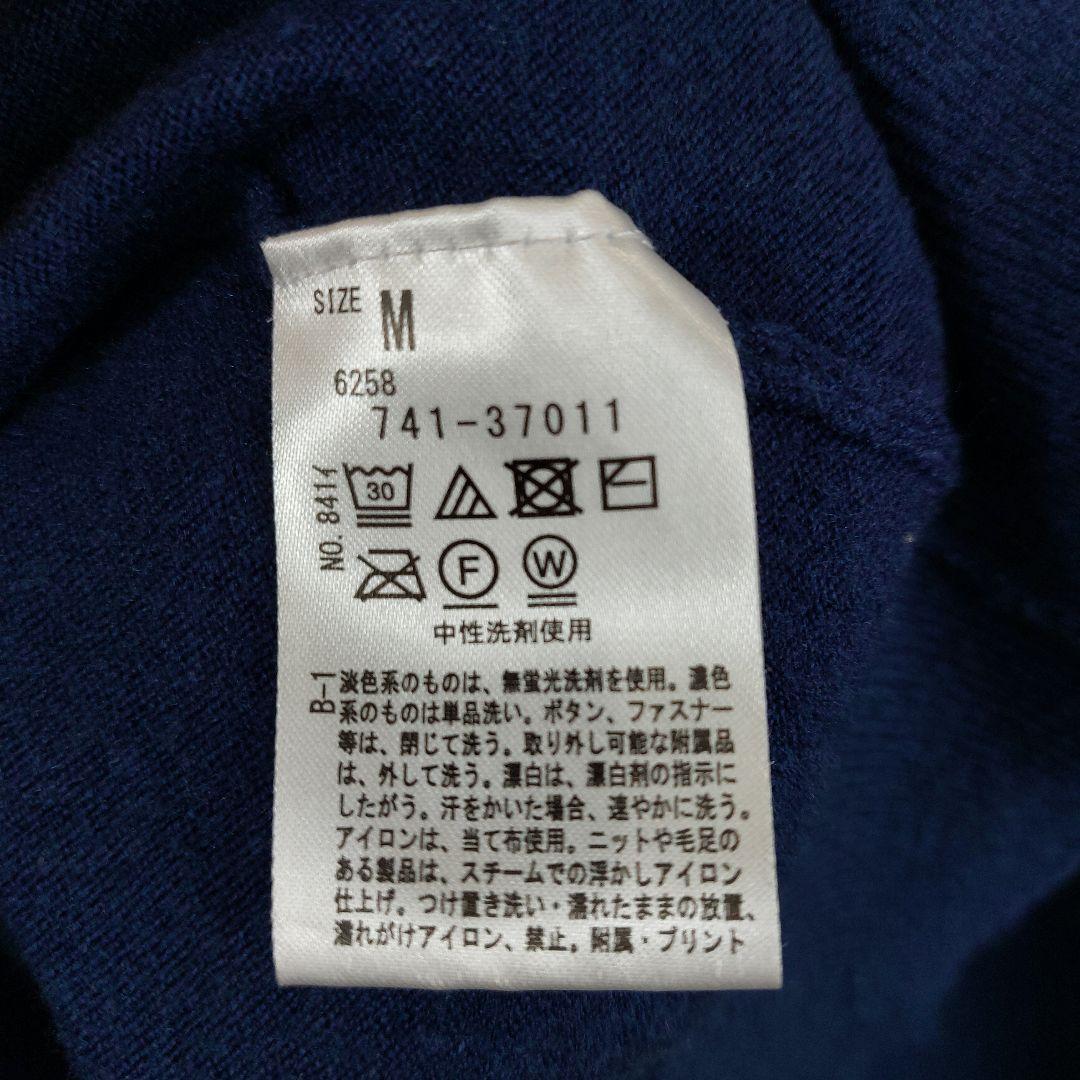 SIZE M
6258
741-37011
NO.841イ
30
F
W
中性洗剤使用
B-1
淡色系のものは、無蛍光洗剤を使用。濃色
系のものは単品洗い。ボタン、ファスナー
等は、閉じて洗う。取り外し可能な附属品
は、外して洗う。漂白は、漂白剤の指示に
したがう。汗をかいた場合、速やかに洗う。
アイロンは、当て布使用。ニットや毛足の
ある製品は、スチームでの浮かしアイロン
仕上げ。つけ置き洗い・濡れたままの放置、
濡れがけアイロン、禁止。附属・プリント